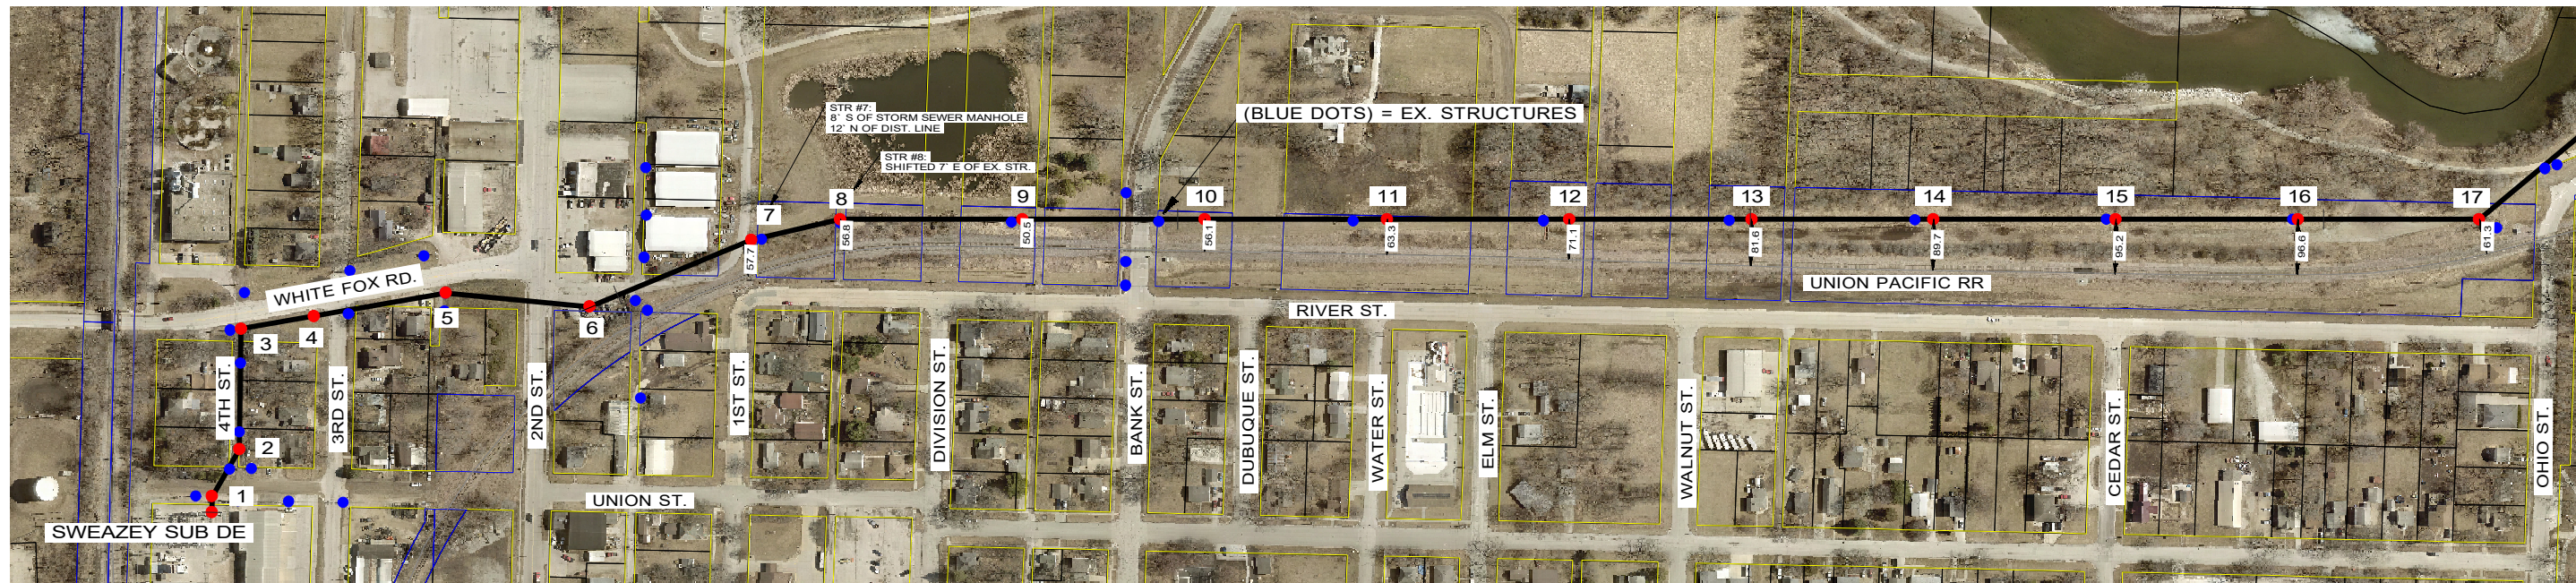 STR #7:
8` S OF STORM SEWER MANHOLE
12` N OF DIST. LINE
(BLUE DOTS) = EX. STRUCTURES
STR #8:
SHIFTED 7` E OF EX. STR.
7
8
9
10
11
12
13
14
15
16
17
57.7
56.8
50.5
56.1
63.3
71.1
81.6
89.7
95.2
96.6
61.3
WHITE FOX RD.
UNION PACIFIC RR
RIVER ST.
3
4
5
6
4TH ST.
3RD ST.
2ND ST.
1ST ST.
DIVISION ST.
BANK ST.
DUBUQUE ST.
WATER ST.
ELM ST.
WALNUT ST.
CEDAR ST.
OHIO ST.
2
1
UNION ST.
SWEAZEY SUB DE